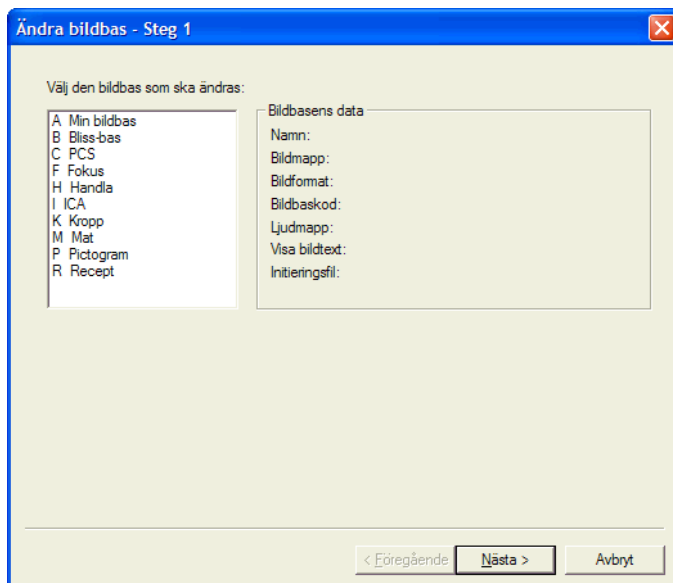 Ändra bildbas - Steg 1
Välj den bildbas som ska ändras:
A Min bildbas
B Bliss-bas
C PCS
F Fokus
H Handla
I ICA
K Kropp
M Mat
P Pictogram
R Recept
Bildbasens data
Namn:
Bildmapp:
Bildformat:
Bildbaskod:
Ljudmapp:
Visa bildtext:
Initieringsfil:
< Föregående
Nästa >
Avbryt